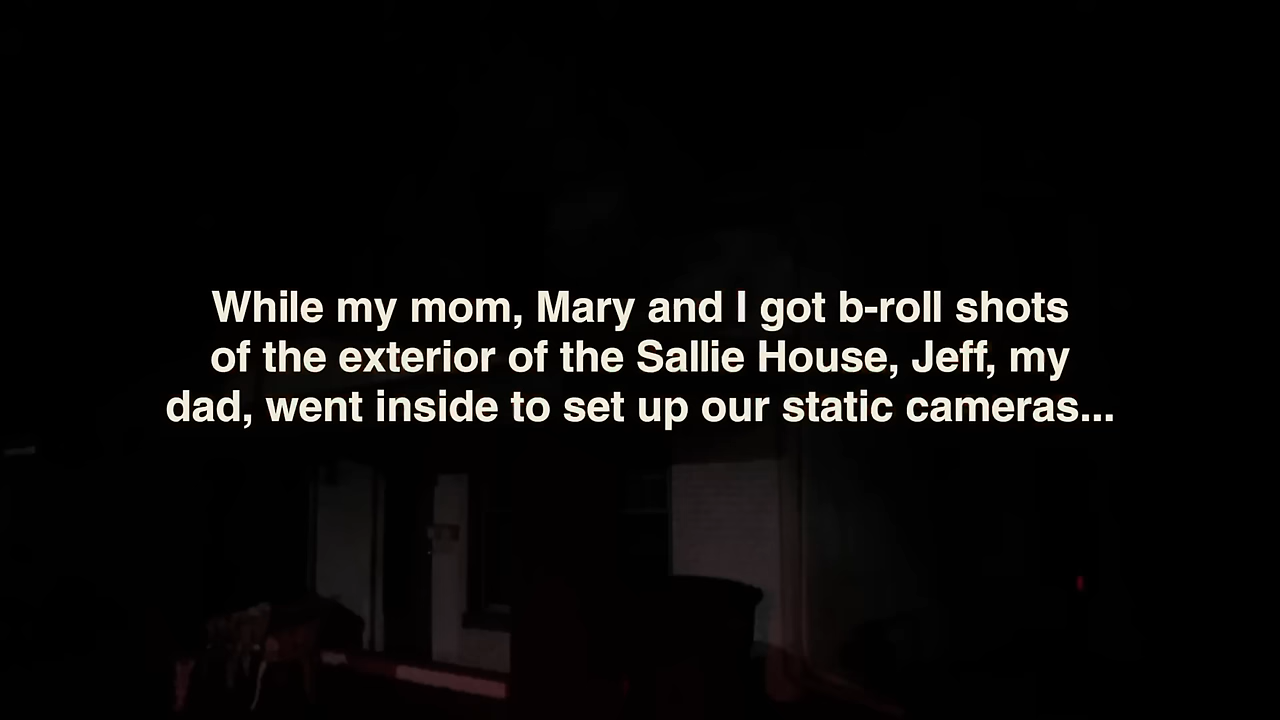 While my mom, Mary and I got b-roll shots
of the exterior of the Sallie House, Jeff, my
dad, went inside to set up our static cameras...